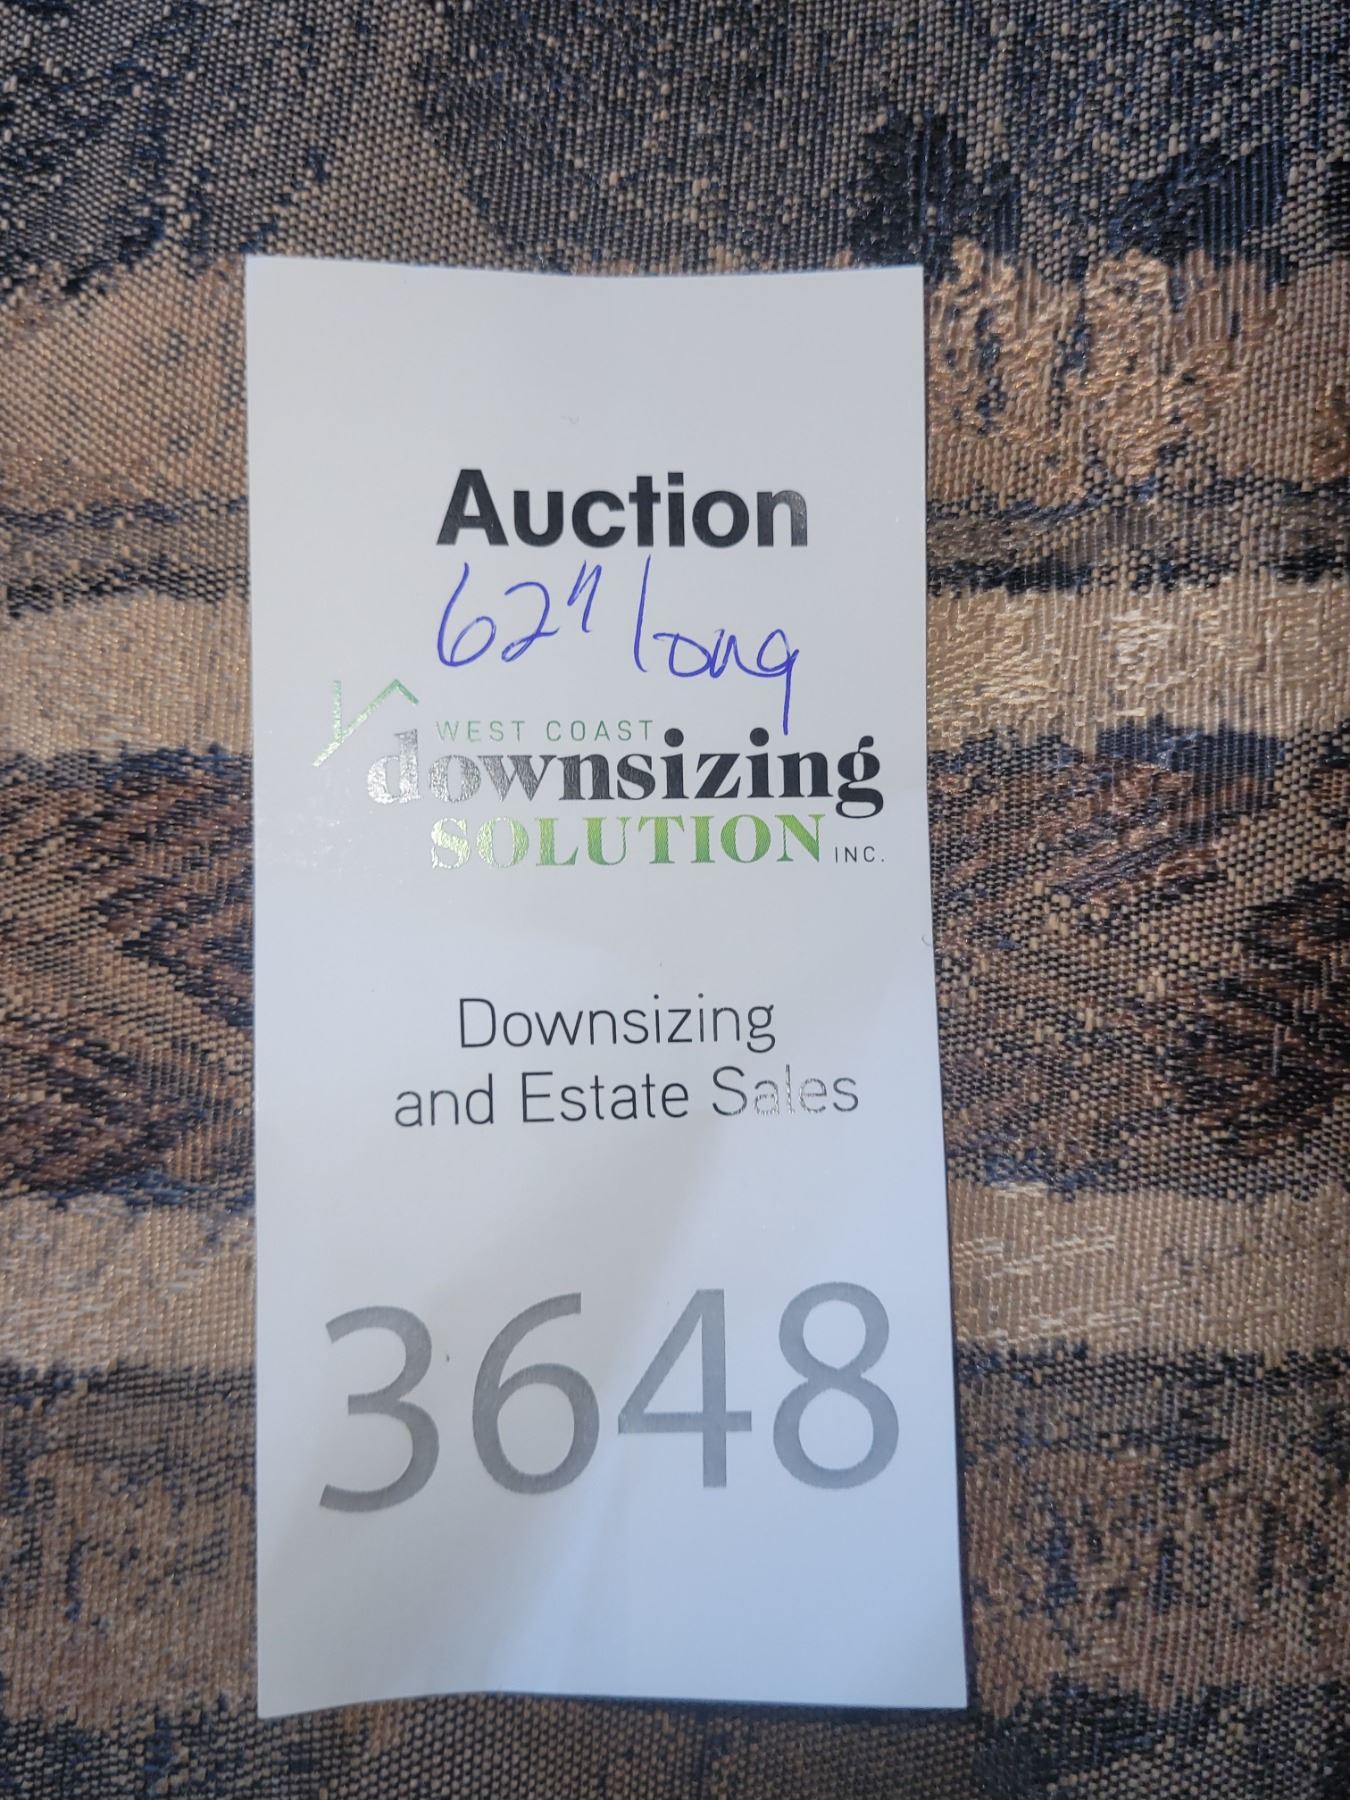 Auction
62" long
WEST COAST
downsizing
SOLUTION INC.
Downsizing
and Estate Sales
3648